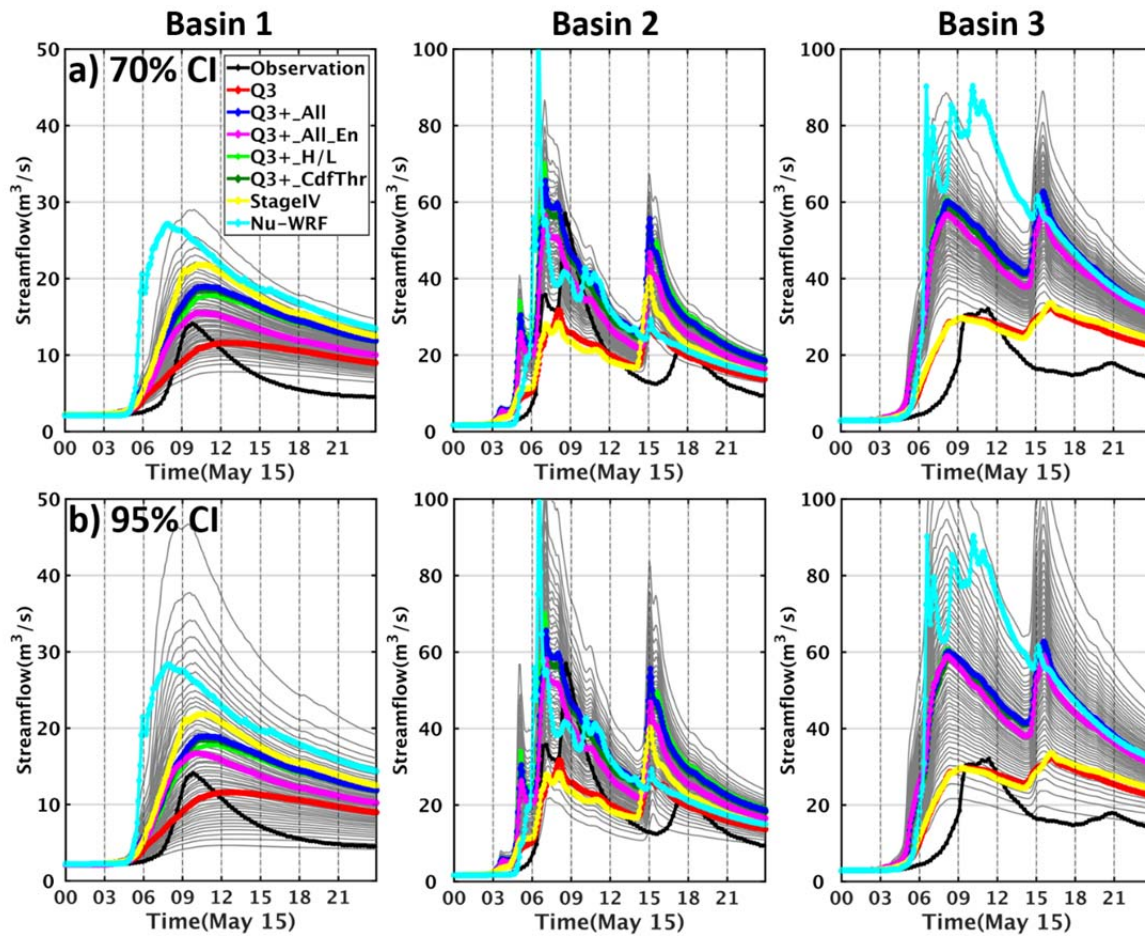 Basin 1
Basin 2
Basin 3
a) 70% CI
Streamflow(m³/s)
50
40
30
20
10
0
Observation
Q3
Q3+_All
Q3+_All_En
Q3+_H/L
Q3+_CdfThr
StageIV
Nu-WRF
00 03 06 09 12 15 18 21
Time(May 15)
Streamflow(m³/s)
100
80
60
40
20
0
00 03 06 09 12 15 18 21
Time(May 15)
Streamflow(m³/s)
100
80
60
40
20
0
00 03 06 09 12 15 18 21
Time(May 15)
b) 95% CI
Streamflow(m³/s)
50
40
30
20
10
0
00 03 06 09 12 15 18 21
Time(May 15)
Streamflow(m³/s)
100
80
60
40
20
0
00 03 06 09 12 15 18 21
Time(May 15)
Streamflow(m³/s)
100
80
60
40
20
0
00 03 06 09 12 15 18 21
Time(May 15)